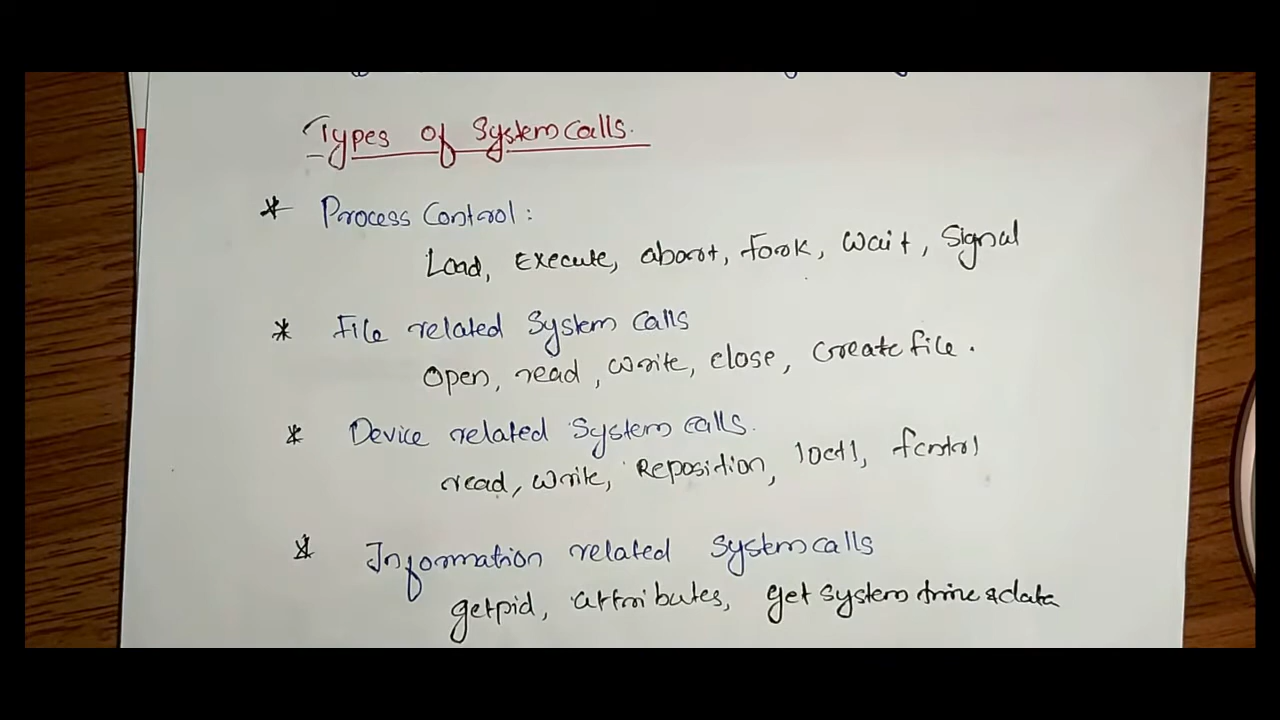 Types of System Calls.
* Process Control:
Load, Execute, abort, fork, wait, Signal
* File related System calls
Open, read, write, close, Create file.
* Device related System calls.
read, write, Reposition, ioctl, fcntrl
* Information related System calls
getpid, attributes, get system time & data